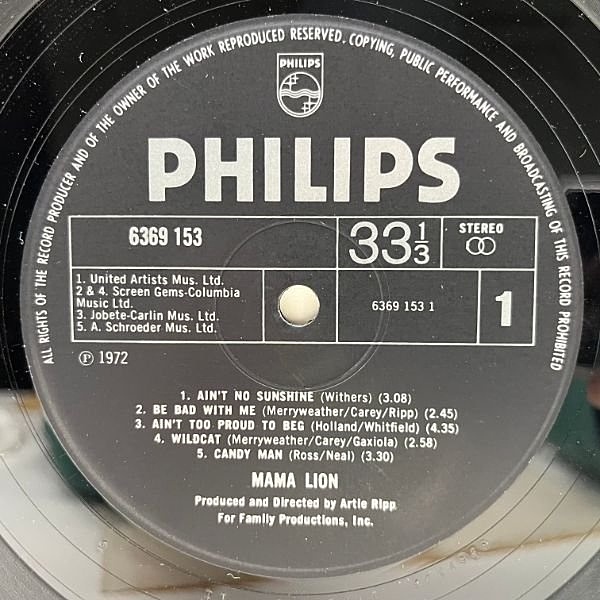 ALL RIGHTS OF THE RECORD PRODUCER AND OF THE OWNER OF THE WORK REPRODUCED RESERVED. COPYING, PUBLIC PERFORMANCE AND BROADCASTING OF THIS RECORD PROHIBITED
PHILIPS
PHILIPS
6369 153
33 1/3
STEREO
1. United Artists Mus. Ltd.
2 & 4. Screen Gems-Columbia
Music Ltd.
3. Jobete-Carlin Mus. Ltd.
5. A. Schroeder Mus. Ltd.
6369 153 1
1
℗ 1972
1. AIN'T NO SUNSHINE (Withers) (3.08)
2. BE BAD WITH ME (Merryweather/Carey/Ripp) (2.45)
3. AIN'T TOO PROUD TO BEG (Holland/Whitfield) (4.35)
4. WILDCAT (Merryweather/Carey/Gaxiola) (2.58)
5. CANDY MAN (Ross/Neal) (3.30)
MAMA LION
Produced and Directed by Artie Ripp
For Family Productions, Inc.